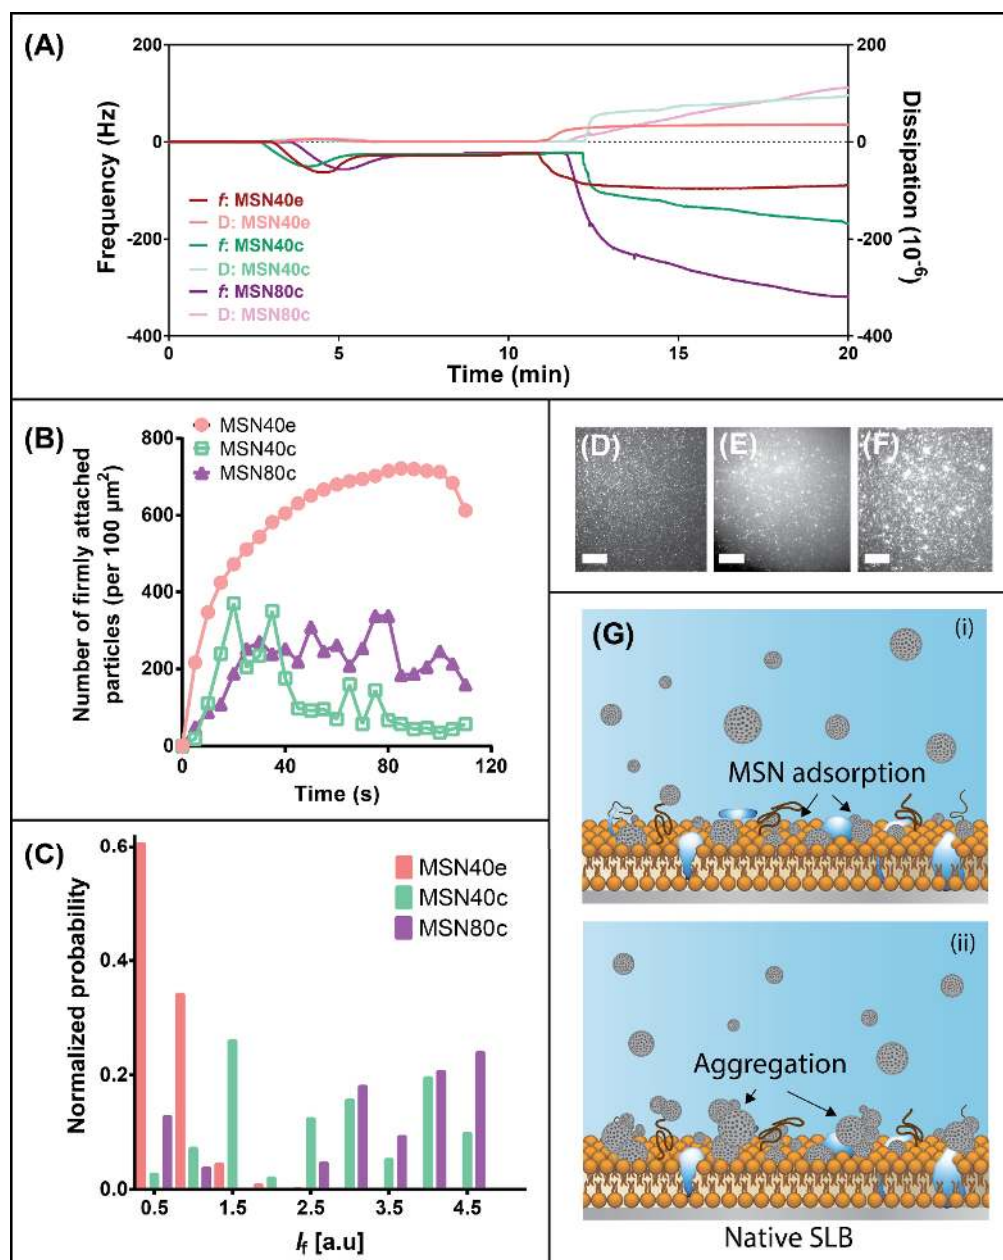 (A)
200
0
-200
-400
Frequency (Hz)
200
0
-200
-400
Dissipation (10-6)
f: MSN40e
D: MSN40e
f: MSN40c
D: MSN40c
f: MSN80c
D: MSN80c
0 5 10 15 20
Time (min)
(B)
MSN40e
MSN40c
MSN80c
800
600
400
200
0
Number of firmly attached
particles (per 100 µm2)
0 40 80 120
Time (s)
(C)
MSN40e
MSN40c
MSN80c
0.6
0.4
0.2
0.0
Normalized probability
0.5 1.5 2.5 3.5 4.5
If [a.u]
(D) (E) (F)
(G)
(i)
MSN adsorption
(ii)
Aggregation
Native SLB